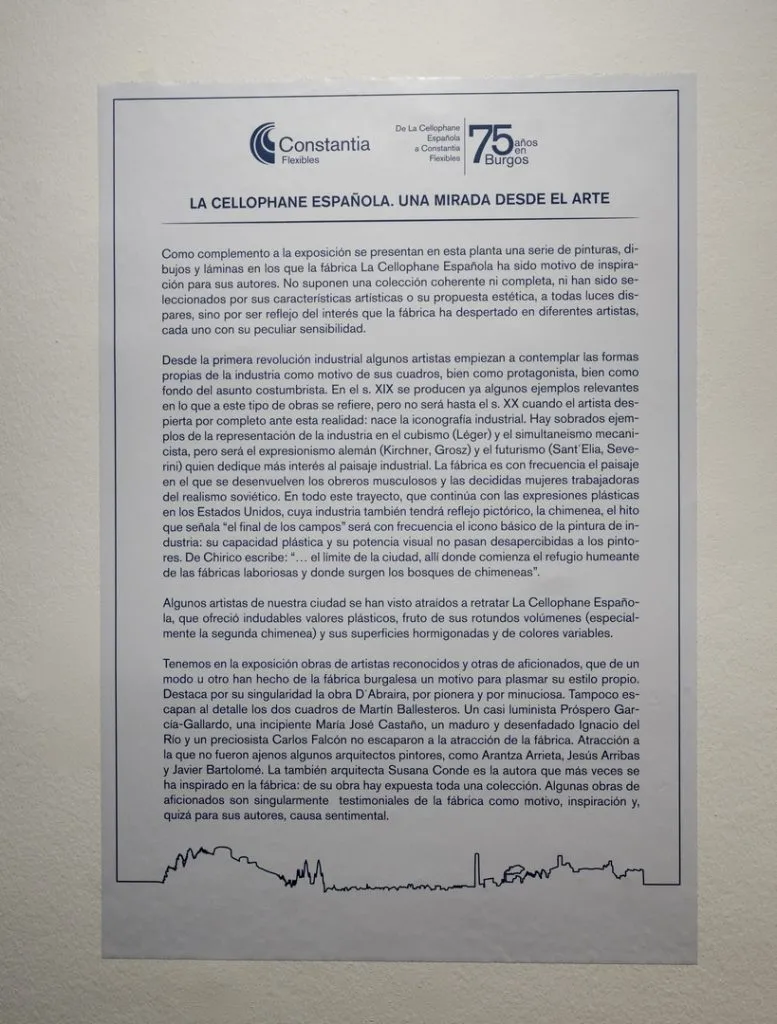 Constantia
Flexibles
De La Cellophane
Española
a Constantia
Flexibles
75 años
en
Burgos
LA CELLOPHANE ESPAÑOLA. UNA MIRADA DESDE EL ARTE
Como complemento a la exposición se presentan en esta planta una serie de pinturas, di-
bujos y láminas en los que la fábrica La Cellophane Española ha sido motivo de inspira-
ción para sus autores. No suponen una colección coherente ni completa, ni han sido se-
leccionados por sus características artísticas o su propuesta estética, a todas luces dis-
pares, sino por ser reflejo del interés que la fábrica ha despertado en diferentes artistas,
cada uno con su peculiar sensibilidad.
Desde la primera revolución industrial algunos artistas empiezan a contemplar las formas
propias de la industria como motivo de sus cuadros, bien como protagonista, bien como
fondo del asunto costumbrista. En el s. XIX se producen ya algunos ejemplos relevantes
en lo que a este tipo de obras se refiere, pero no será hasta el s. XX cuando el artista des-
pierta por completo ante esta realidad: nace la iconografía industrial. Hay sobrados ejem-
plos de la representación de la industria en el cubismo (Léger) y el simultaneismo mecani-
cista, pero será el expresionismo alemán (Kirchner, Grosz) y el futurismo (Sant´Elia, Seve-
rini) quien dedique más interés al paisaje industrial. La fábrica es con frecuencia el paisaje
en el que se desenvuelven los obreros musculosos y las decididas mujeres trabajadoras
del realismo soviético. En todo este trayecto, que continúa con las expresiones plásticas
en los Estados Unidos, cuya industria también tendrá reflejo pictórico, la chimenea, el hito
que señala “el final de los campos” será con frecuencia el icono básico de la pintura de in-
dustria: su capacidad plástica y su potencia visual no pasan desapercibidas a los pinto-
res. De Chirico escribe: “… el límite de la ciudad, allí donde comienza el refugio humeante
de las fábricas laboriosas y donde surgen los bosques de chimeneas”.
Algunos artistas de nuestra ciudad se han visto atraídos a retratar La Cellophane Españo-
la, que ofreció indudables valores plásticos, fruto de sus rotundos volúmenes (especial-
mente la segunda chimenea) y sus superficies hormigonadas y de colores variables.
Tenemos en la exposición obras de artistas reconocidos y otras de aficionados, que de un
modo u otro han hecho de la fábrica burgalesa un motivo para plasmar su estilo propio.
Destaca por su singularidad la obra D´Abraira, por pionera y por minuciosa. Tampoco es-
capan al detalle los dos cuadros de Martín Ballesteros. Un casi luminista Próspero Gar-
cía-Gallardo, una incipiente María José Castaño, un maduro y desenfadado Ignacio del
Río y un preciosista Carlos Falcón no escaparon a la atracción de la fábrica. Atracción a
la que no fueron ajenos algunos arquitectos pintores, como Arantza Arrieta, Jesús Arribas
y Javier Bartolomé. La también arquitecta Susana Conde es la autora que más veces se
ha inspirado en la fábrica: de su obra hay expuesta toda una colección. Algunas obras de
aficionados son singularmente testimoniales de la fábrica como motivo, inspiración y,
quizá para sus autores, causa sentimental.